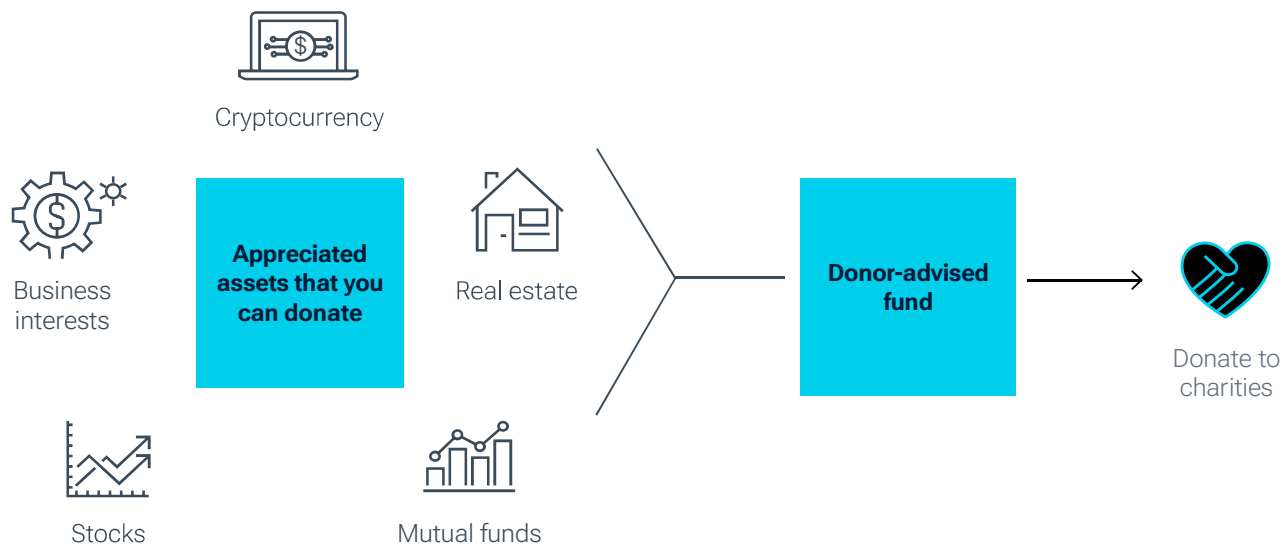 Cryptocurrency
Business
interests
Appreciated
assets that you
can donate
Real estate
Stocks
Mutual funds
Donor-advised
fund
Donate to
charities